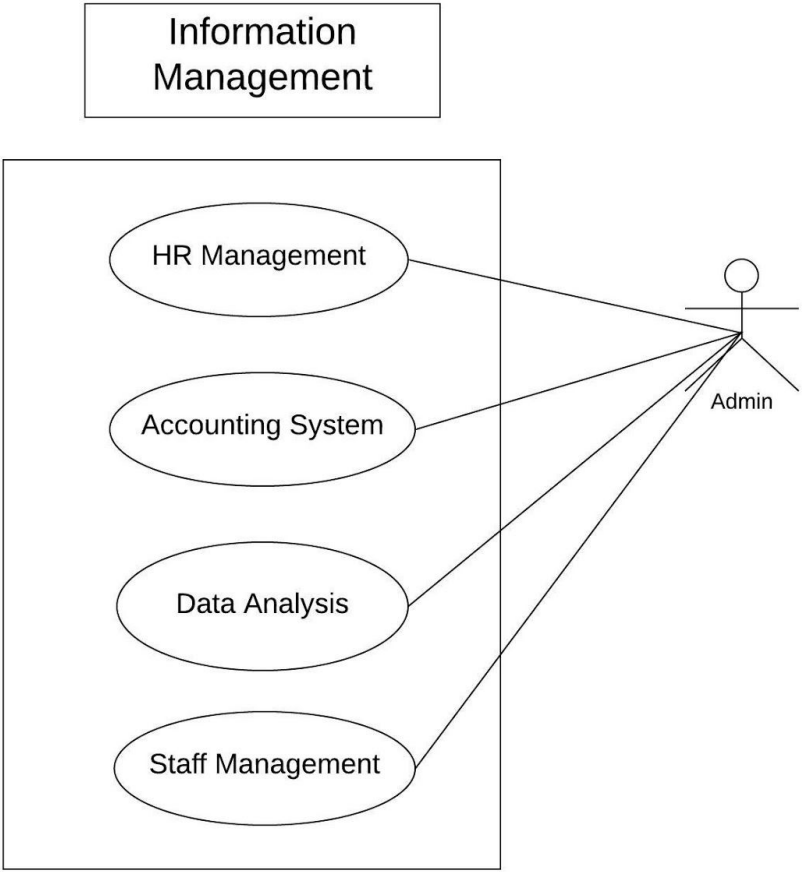 Information
Management
HR Management
Accounting System
Admin
Data Analysis
Staff Management